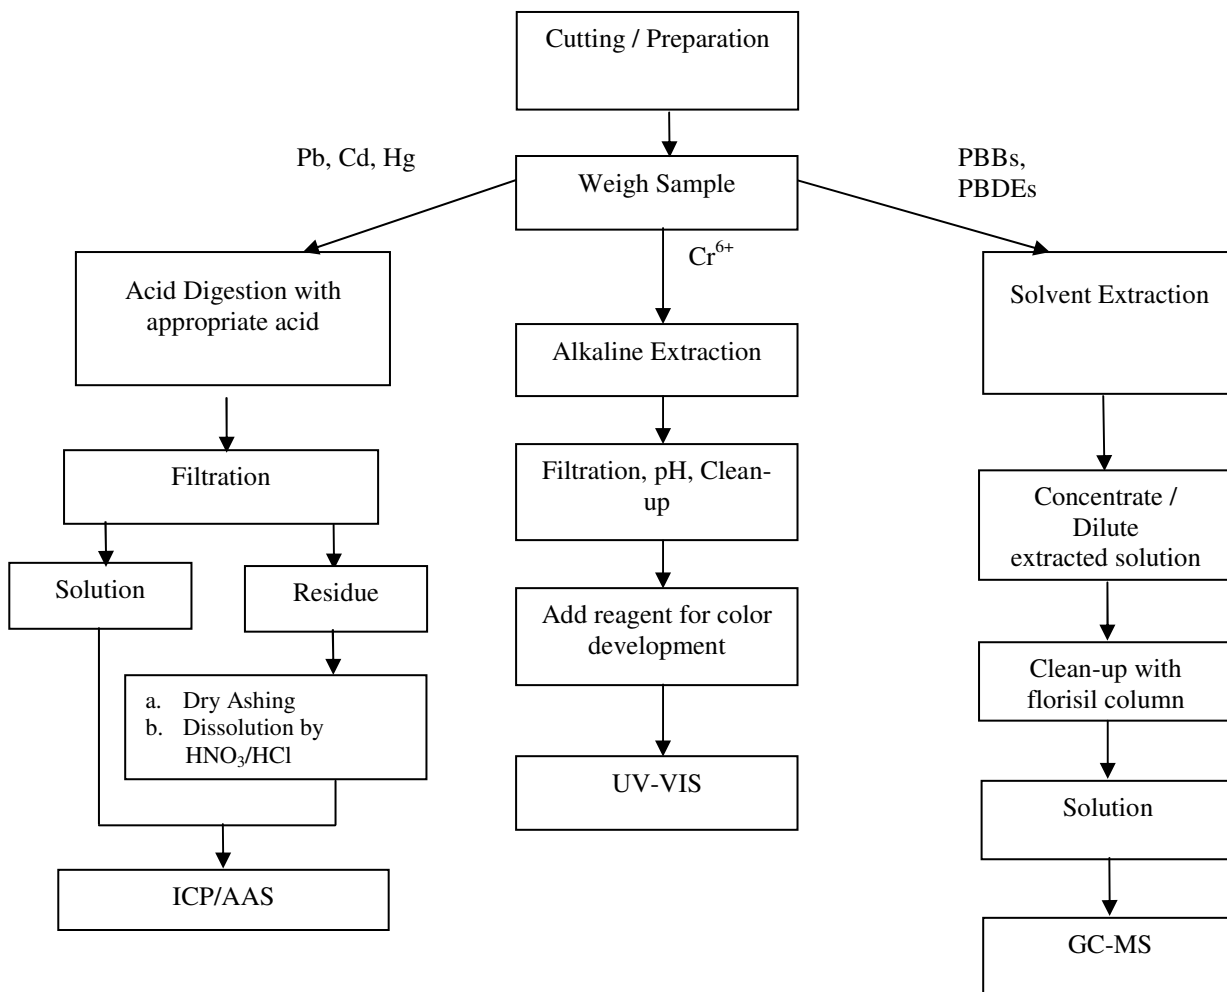 Cutting / Preparation
Pb, Cd, Hg
Weigh Sample
PBBs,
PBDEs
Cr⁶⁺
Acid Digestion with
appropriate acid
Filtration
Solution
Residue
a. Dry Ashing
b. Dissolution by
HNO₃/HCl
ICP/AAS
Alkaline Extraction
Filtration, pH, Clean-
up
Add reagent for color
development
UV-VIS
Solvent Extraction
Concentrate /
Dilute
extracted solution
Clean-up with
florisil column
Solution
GC-MS